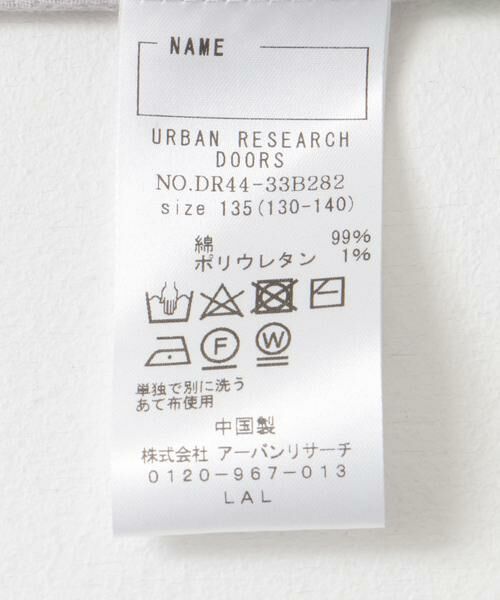 NAME
URBAN RESEARCH
DOORS
NO.DR44-33B282
size 135(130-140)
綿 99%
ポリウレタン 1%
F W
単独で別に洗う
あて布使用
中国製
株式会社 アーバンリサーチ
0120-967-013
LAL